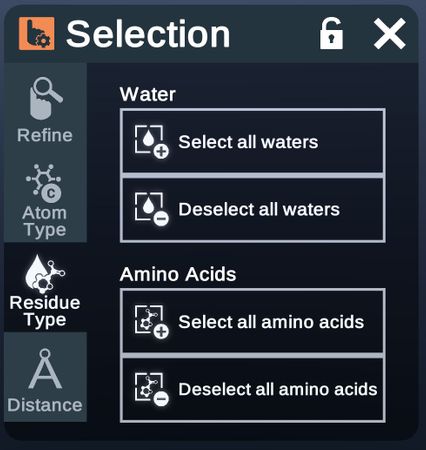 Selection
Refine
C
Atom
Type
Residue
Type
Distance
Water
Select all waters
Deselect all waters
Amino Acids
Select all amino acids
Deselect all amino acids